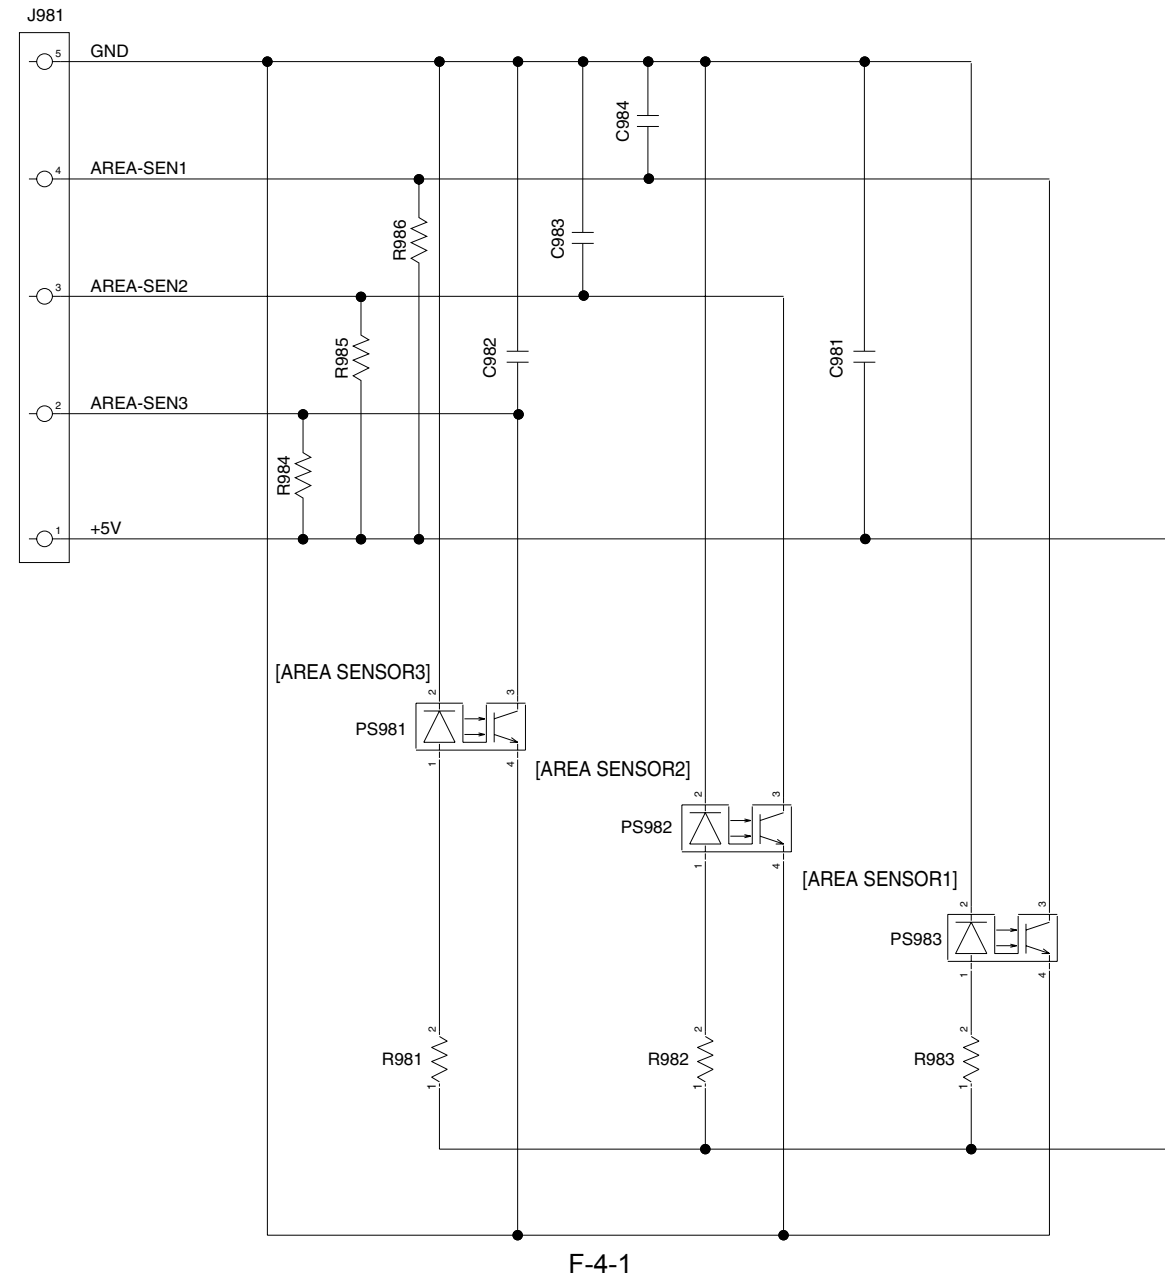 J981
5
GND
C984
4
AREA-SEN1
R986
C983
3
AREA-SEN2
R985
C982
C981
2
AREA-SEN3
R984
1
+5V
[AREA SENSOR3]
2
3
PS981
1
4
[AREA SENSOR2]
2
3
PS982
1
4
[AREA SENSOR1]
2
3
PS983
1
4
2
R981
1
2
R982
1
2
R983
1
F-4-1